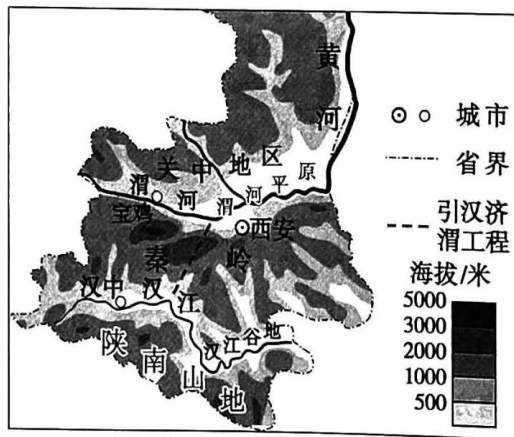 黄河
关中地区
渭河平原
渭河
宝鸡
西安
秦岭
汉中
汉江
汉江谷地
陕南山地
城市
省界
引汉济
渭工程
海拔/米
5000
3000
2000
1000
500